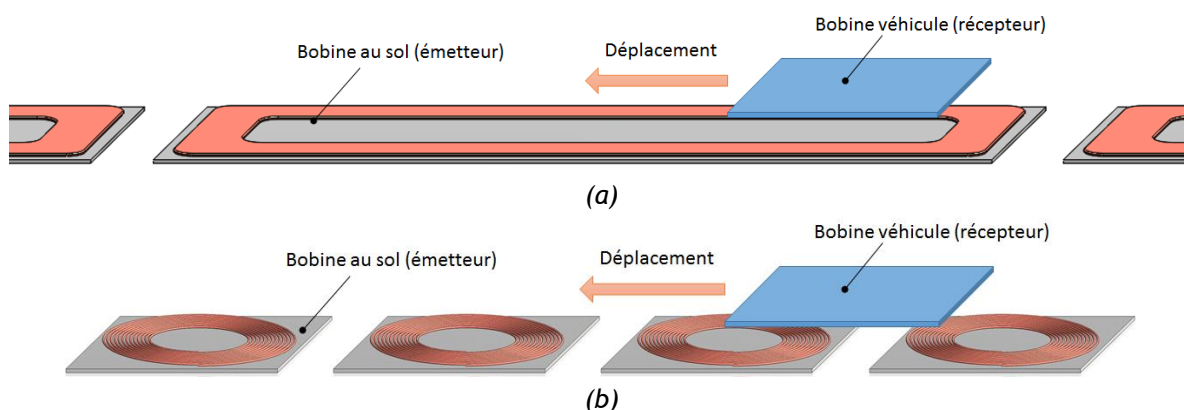 Bobine véhicule (récepteur)
Bobine au sol (émetteur)
Déplacement
(a)
Bobine véhicule (récepteur)
Bobine au sol (émetteur)
Déplacement
(b)